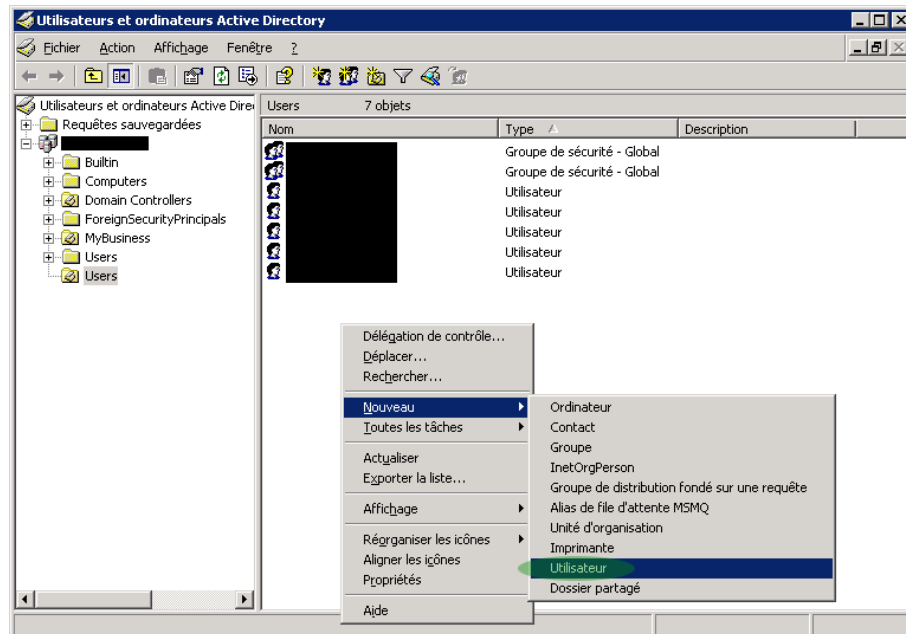 Utilisateurs et ordinateurs Active Directory
Fichier Action Affichage Fenêtre ?
Utilisateurs et ordinateurs Active Dire
Users 7 objets
Requêtes sauvegardées
Nom Type Description
Builtin
Computers
Domain Controllers
ForeignSecurityPrincipals
MyBusiness
Users
Users
Groupe de sécurité - Global
Groupe de sécurité - Global
Utilisateur
Utilisateur
Utilisateur
Utilisateur
Utilisateur
Délégation de contrôle...
Déplacer...
Rechercher...
Nouveau
Toutes les tâches
Actualiser
Exporter la liste...
Affichage
Réorganiser les icônes
Aligner les icônes
Propriétés
Aide
Ordinateur
Contact
Groupe
InetOrgPerson
Groupe de distribution fondé sur une requête
Alias de file d'attente MSMQ
Unité d'organisation
Imprimante
Utilisateur
Dossier partagé